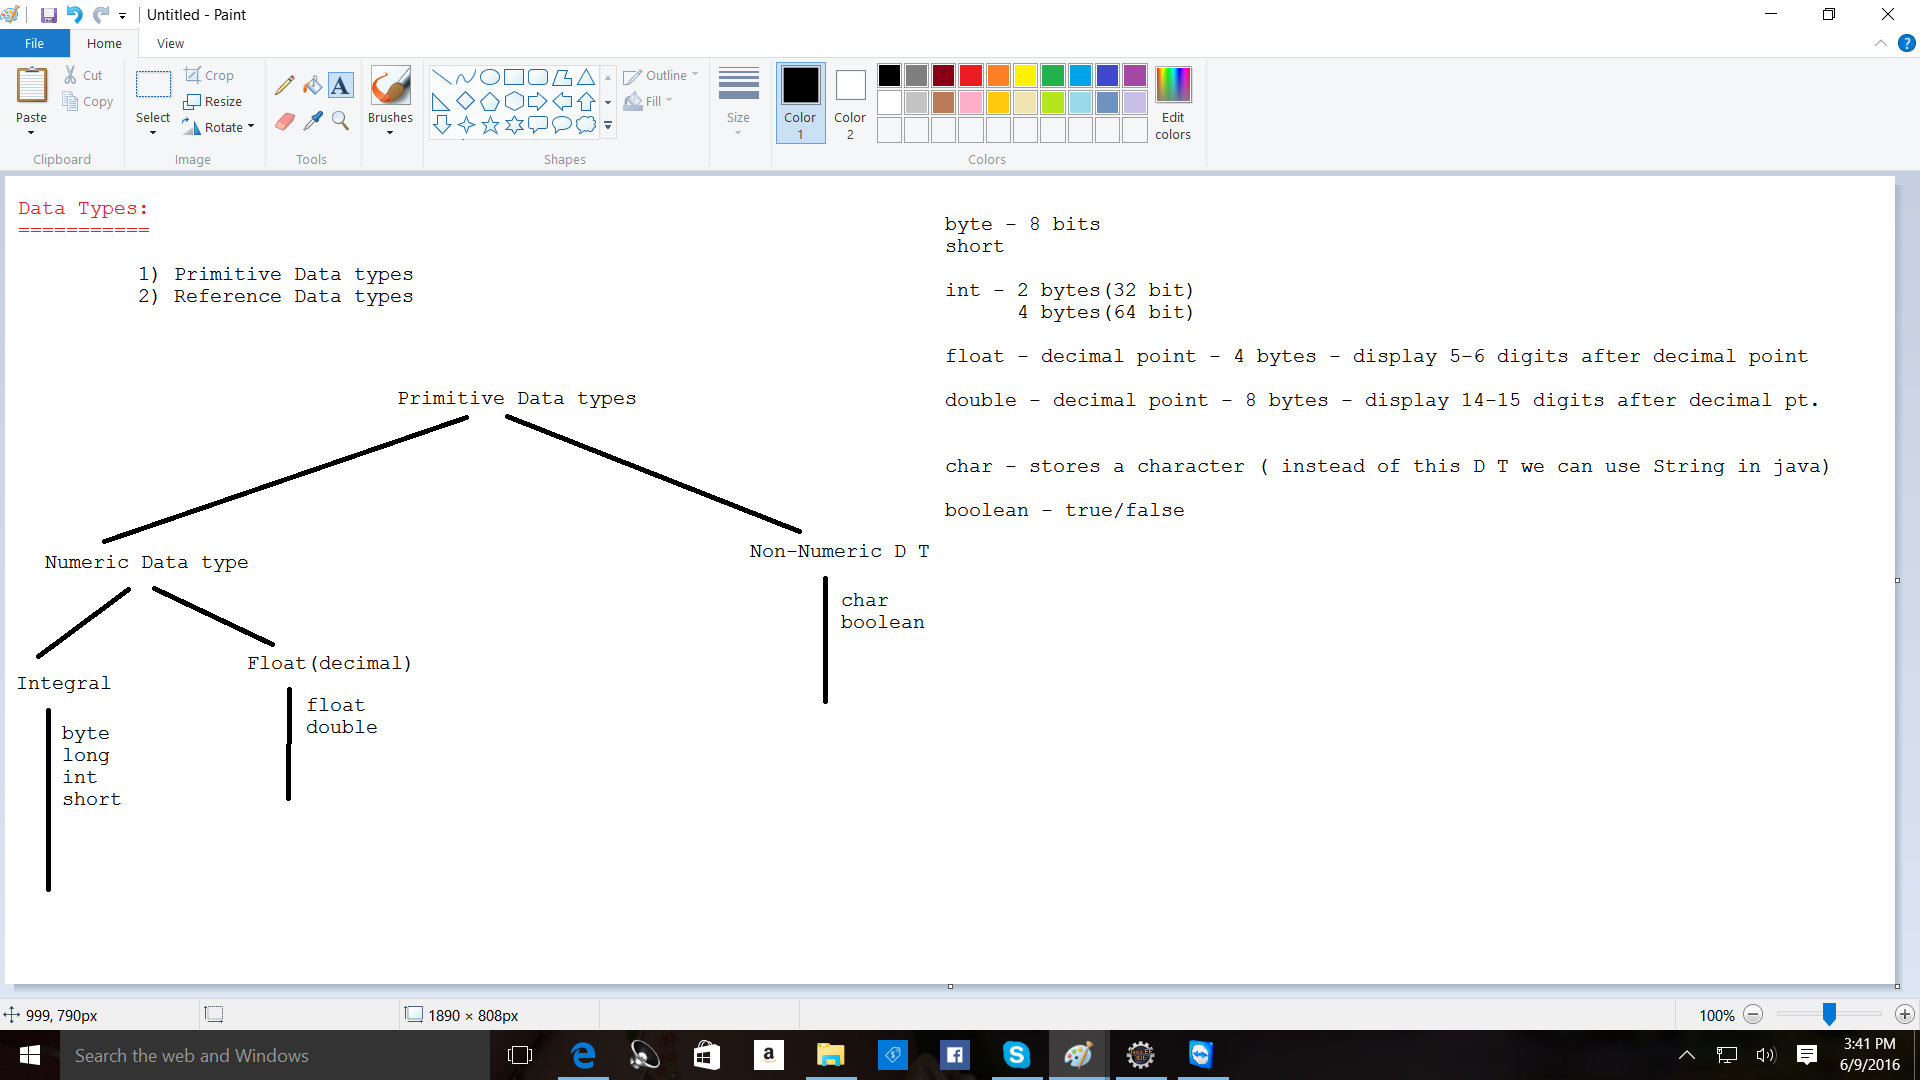 Untitled - Paint
File
Home
View
Paste
Cut
Copy
Clipboard
Select
Crop
Resize
Rotate
Image
A
Tools
Brushes
Shapes
Outline
Fill
Size
Color
1
Color
2
Edit
colors
Colors
?
Data Types:
===========
1) Primitive Data types
2) Reference Data types
Primitive Data types
Numeric Data type
Non-Numeric D T
char
boolean
Integral
byte
long
int
short
Float(decimal)
float
double
byte - 8 bits
short
int - 2 bytes(32 bit)
4 bytes(64 bit)
float - decimal point - 4 bytes - display 5-6 digits after decimal point
double - decimal point - 8 bytes - display 14-15 digits after decimal pt.
char - stores a character ( instead of this D T we can use String in java)
boolean - true/false
999, 790px
1890 × 808px
100%
Search the web and Windows
3:41 PM
6/9/2016